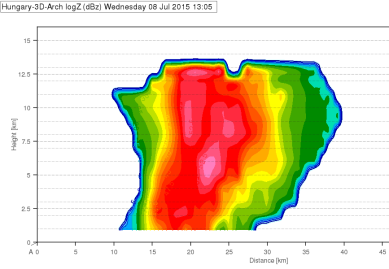 Hungary-3D-Arch logZ (dBz) Wednesday 08 Jul 2015 13:05
15
12.5
10
7.5
5
2.5
0
Height [km]
A 0 5 10 15 20 25 30 35 40 45
Distance [km]